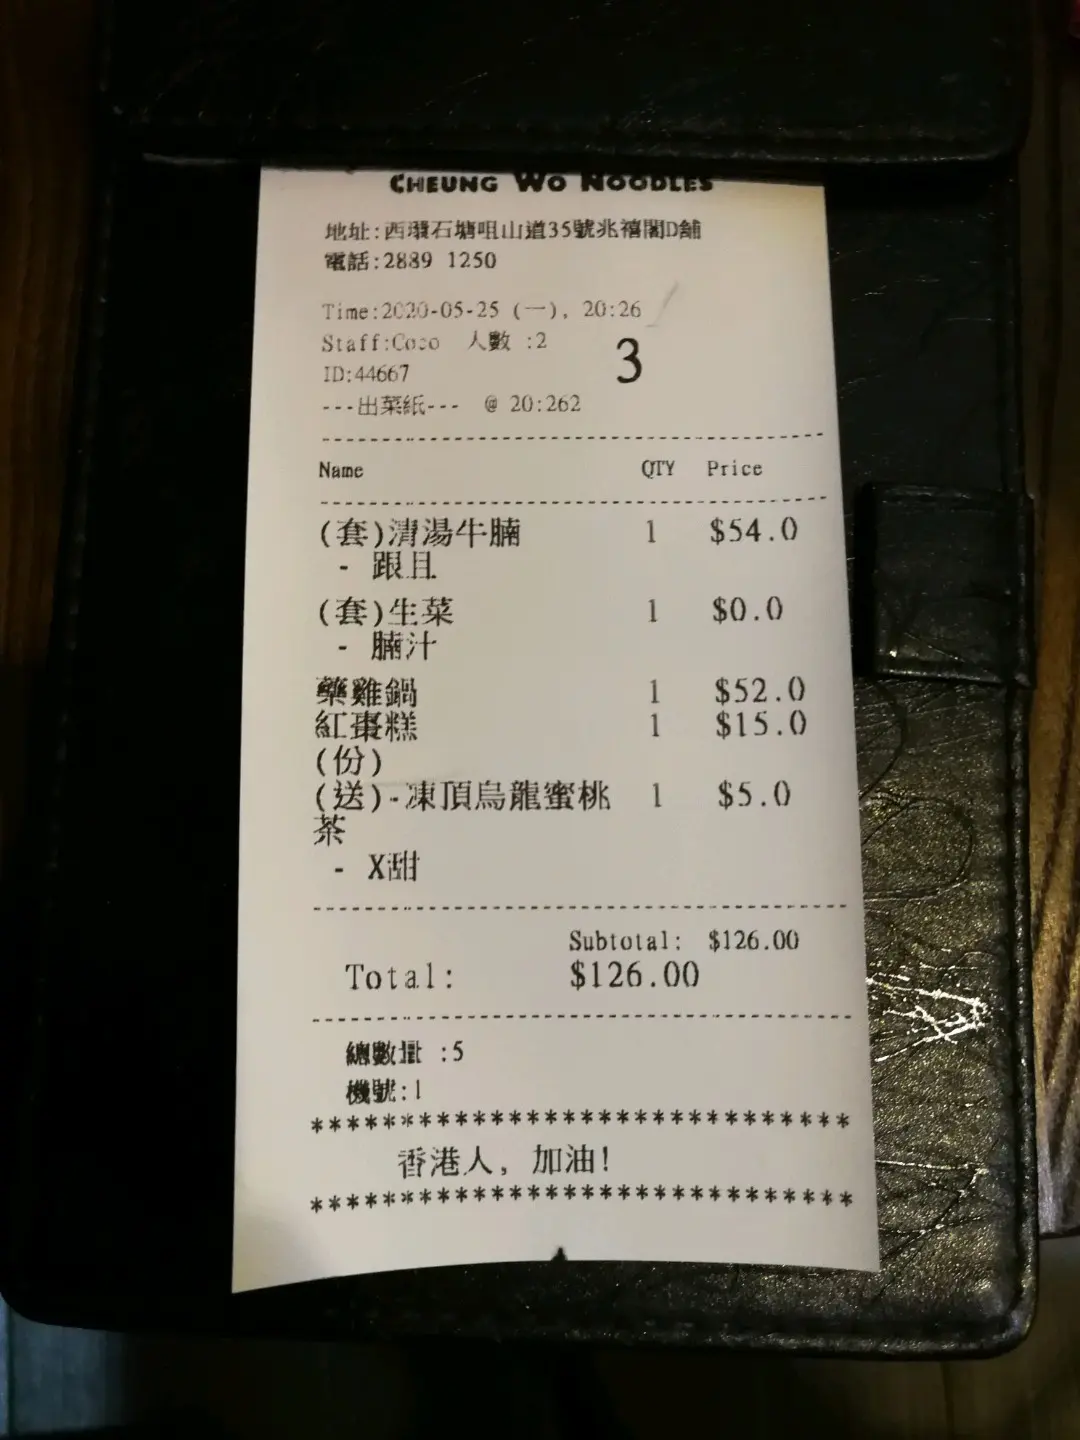 CHEUNG WO NOODLES
地址:西環石塘咀山道35號兆禧閣D舖
電話:2889 1250
Time:2020-05-25 (一), 20:26
Staff:Coco 人數 :2
3
ID:44667
---出菜紙--- @ 20:262
Name QTY Price
(套)清湯牛腩 1 $54.0
- 跟且
(套)生菜 1 $0.0
- 腩汁
藥雞鍋 1 $52.0
紅棗糕 1 $15.0
(份)
(送)-凍頂烏龍蜜桃 1 $5.0
茶
- X甜
Subtotal: $126.00
Total: $126.00
總數量 :5
機號:1
******************************
香港人, 加油!
******************************